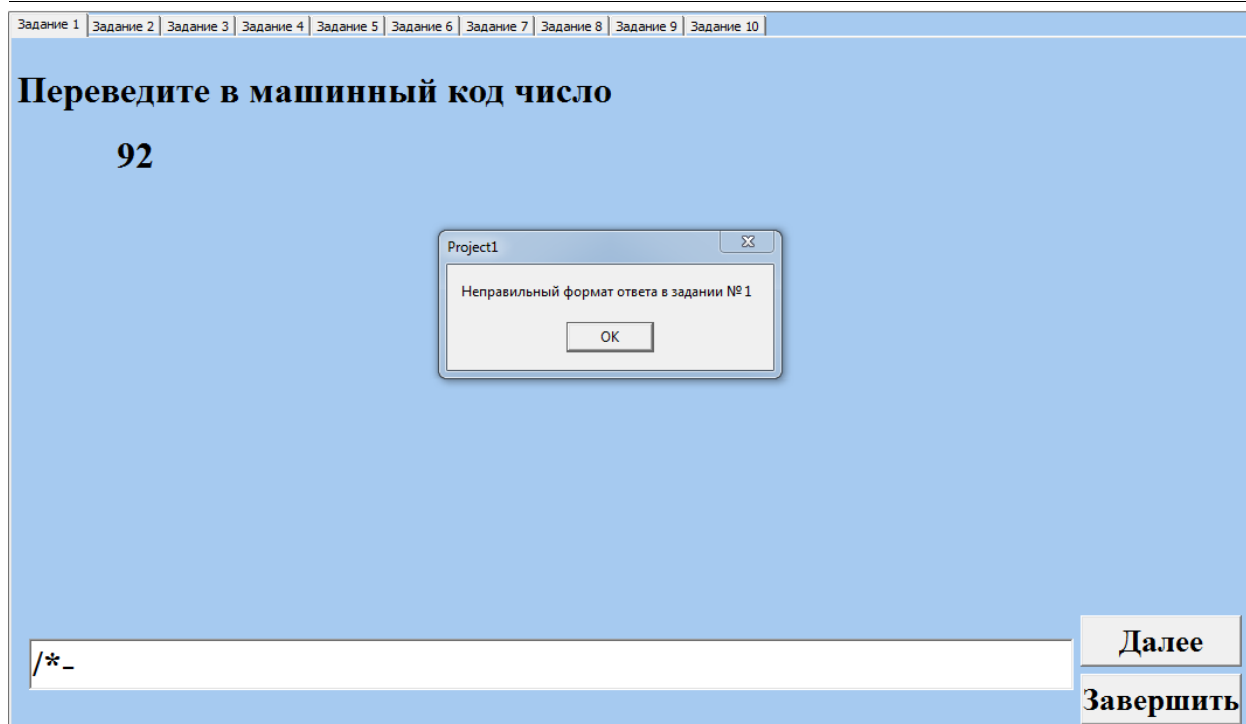 Задание 1 Задание 2 Задание 3 Задание 4 Задание 5 Задание 6 Задание 7 Задание 8 Задание 9 Задание 10
Переведите в машинный код число
92
Project1
Неправильный формат ответа в задании №1
OK
Далее
/*-
Завершить